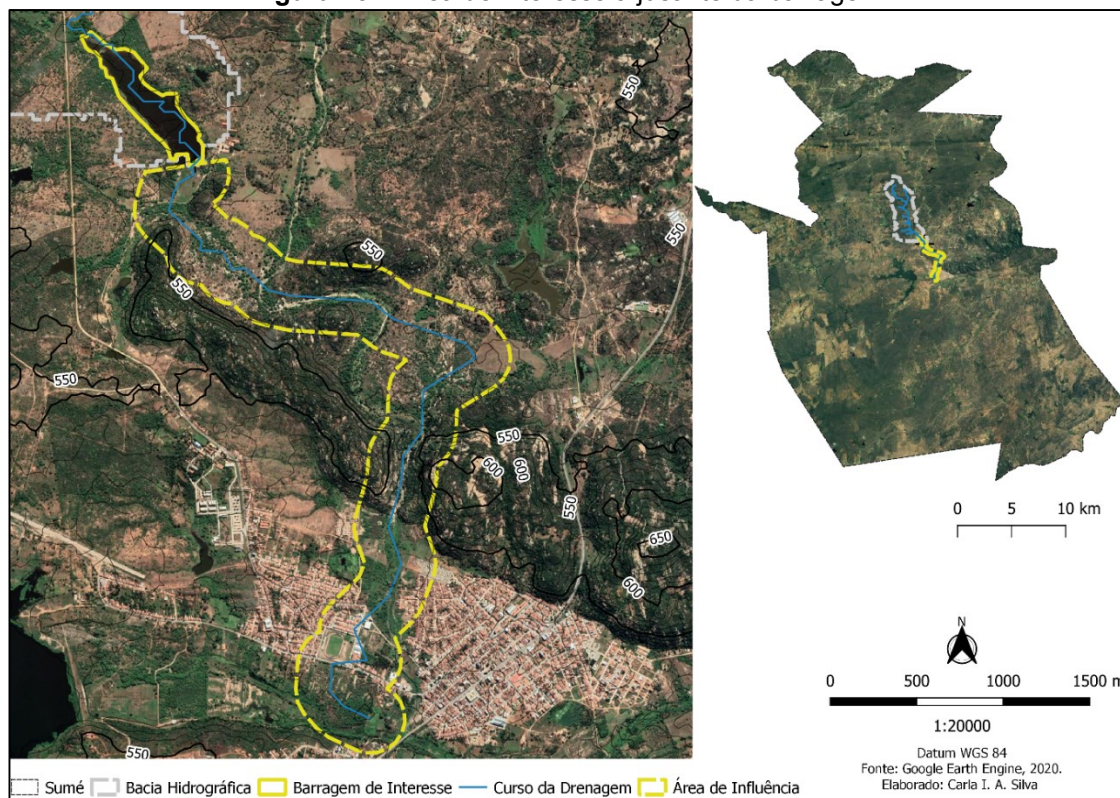 550
550
550
550
550
550
600
600
550
650
600
550
0 5 10 km
N
0 500 1000 1500 m
1:20000
Datum WGS 84
Fonte: Google Earth Engine, 2020.
Elaborado: Carla I. A. Silva
Sumé Bacia Hidrográfica Barragem de Interesse Curso da Drenagem Área de Influência